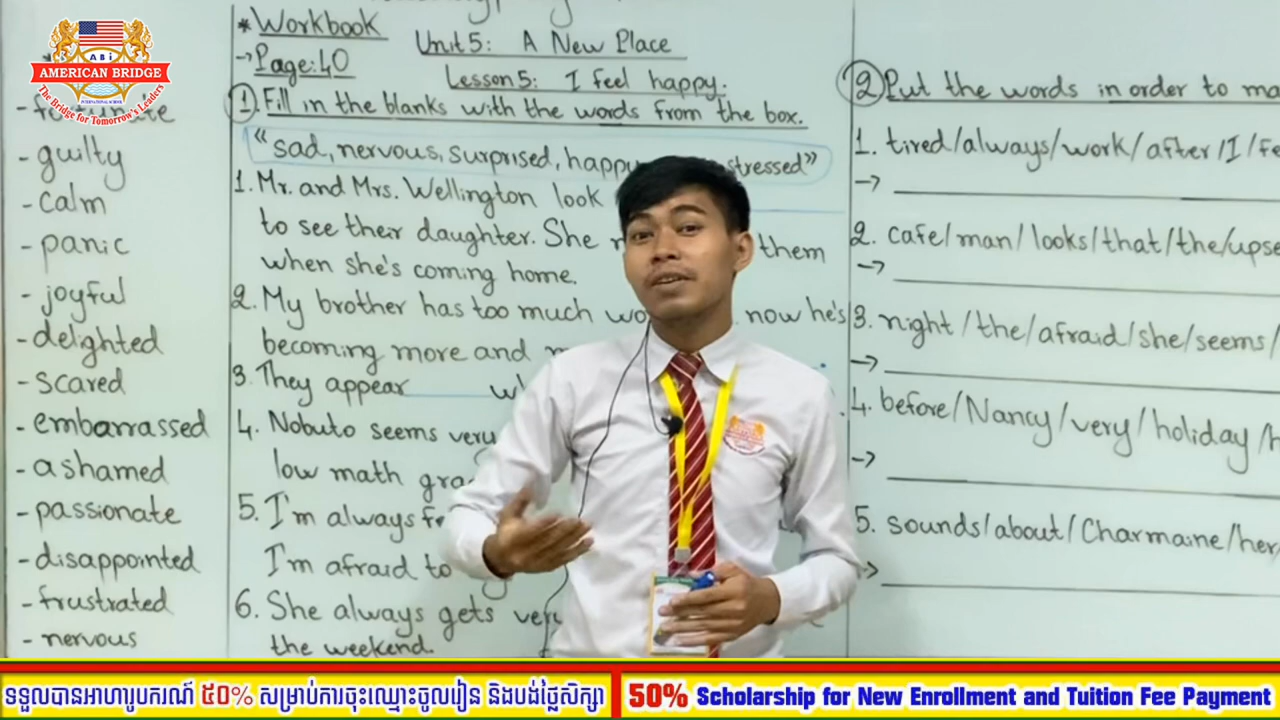 A B i
AMERICAN BRIDGE
INTERNATIONAL SCHOOL
The Bridge for Tomorrow's Leaders
- fortunate
- guilty
- calm
- panic
- joyful
- delighted
- scared
- embarrassed
- ashamed
- passionate
- disappointed
- frustrated
- nervous
* Workbook
→ Page: 40
Unit 5: A New Place
Lesson 5: I feel happy.
1. Fill in the blanks with the words from the box.
"sad, nervous, surprised, happy stressed"
1. Mr. and Mrs. Wellington look
to see their daughter. She them
when she's coming home.
2. My brother has too much now he's
becoming more and
3. They appear
4. Nobuto seems very
low math
5. I'm always
I'm afraid to
6. She always gets
the weekend.
2. Put the words in order to
1. tired/always/work/after/I/
→
2. cafe/man/looks/that/the/
→
3. night/the/afraid/she/seems/
→
4. before/Nancy/very/holiday/
→
5. sounds/about/Charmaine/her
→
ទទួលបានអាហារូបករណ៍ ៥០% សម្រាប់ការចុះឈ្មោះចូលរៀន និងបង់ថ្លៃសិក្សា
50% Scholarship for New Enrollment and Tuition Fee Payment